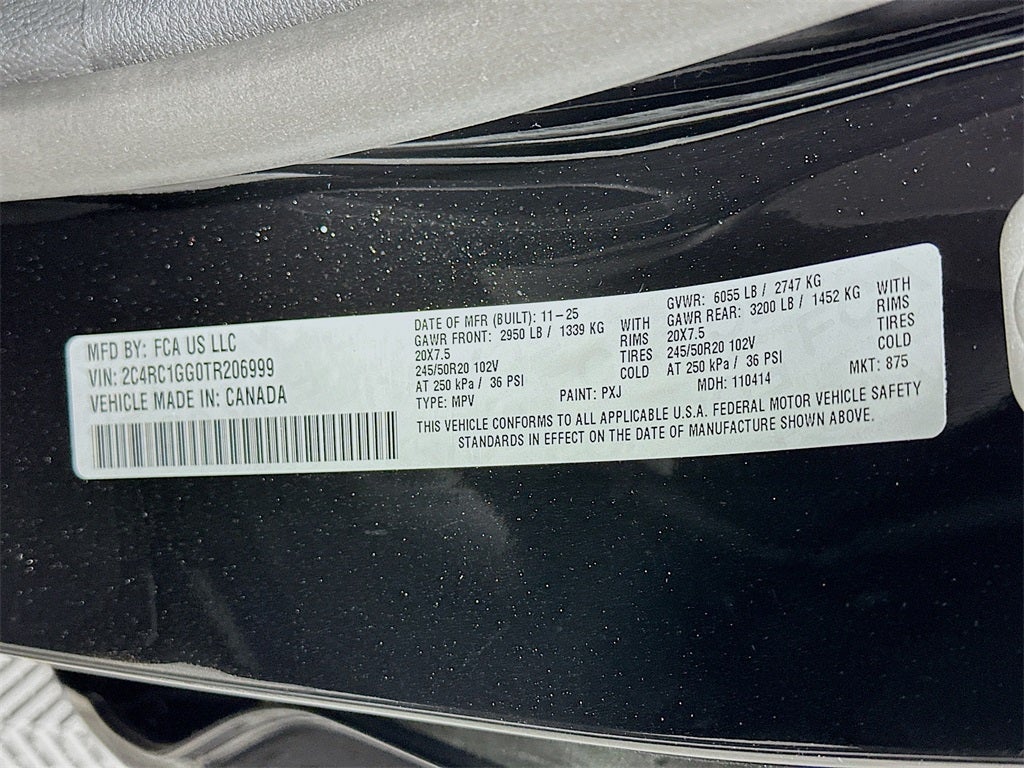 MFD BY: FCA US LLC
VIN: 2C4RC1GG0TR206999
VEHICLE MADE IN: CANADA
DATE OF MFR (BUILT): 11-25
GAWR FRONT: 2950 LB / 1339 KG WITH
20X7.5 RIMS
245/50R20 102V TIRES
AT 250 kPa / 36 PSI COLD
TYPE: MPV PAINT: PXJ
GVWR: 6055 LB / 2747 KG
GAWR REAR: 3200 LB / 1452 KG WITH
20X7.5 RIMS
245/50R20 102V TIRES
AT 250 kPa / 36 PSI COLD
MDH: 110414 MKT: 875
THIS VEHICLE CONFORMS TO ALL APPLICABLE U.S.A. FEDERAL MOTOR VEHICLE SAFETY
STANDARDS IN EFFECT ON THE DATE OF MANUFACTURE SHOWN ABOVE.